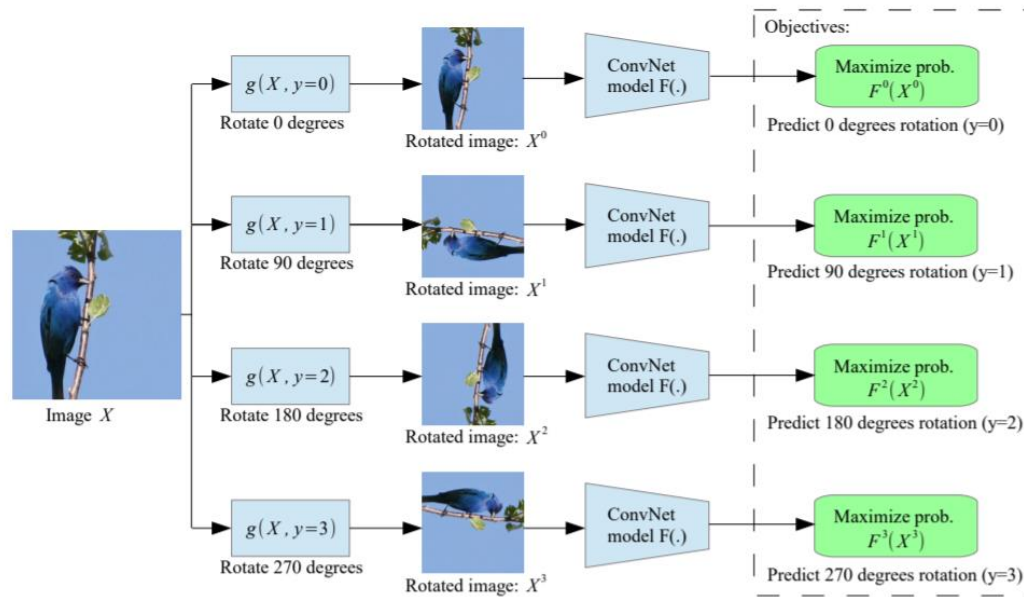 Objectives:
g(X, y=0)
Rotate 0 degrees
Rotated image: X⁰
ConvNet
model F(.)
Maximize prob.
F⁰(X⁰)
Predict 0 degrees rotation (y=0)
g(X, y=1)
Rotate 90 degrees
Rotated image: X¹
ConvNet
model F(.)
Maximize prob.
F¹(X¹)
Predict 90 degrees rotation (y=1)
Image X
g(X, y=2)
Rotate 180 degrees
Rotated image: X²
ConvNet
model F(.)
Maximize prob.
F²(X²)
Predict 180 degrees rotation (y=2)
g(X, y=3)
Rotate 270 degrees
Rotated image: X³
ConvNet
model F(.)
Maximize prob.
F³(X³)
Predict 270 degrees rotation (y=3)